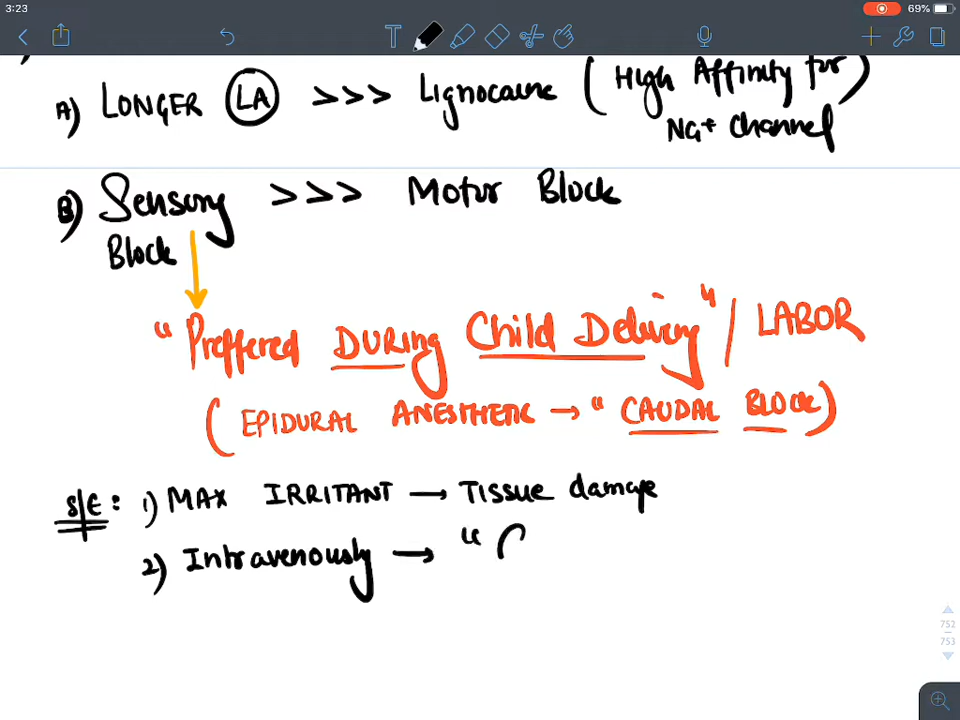 3:23 69%
T
A) LONGER LA >>> Lignocaine ( High Affinity for )
Na+ channel
B) Sensory >>> Motor Block
Block
"Preffered DURing Child Delivery" / LABOR
( EPIDURAL ANESTHETIC → " CAUDAL BLOCK )
S/E : 1) MAX IRRITANT → Tissue damage
2) Intravenously → " C
752
753